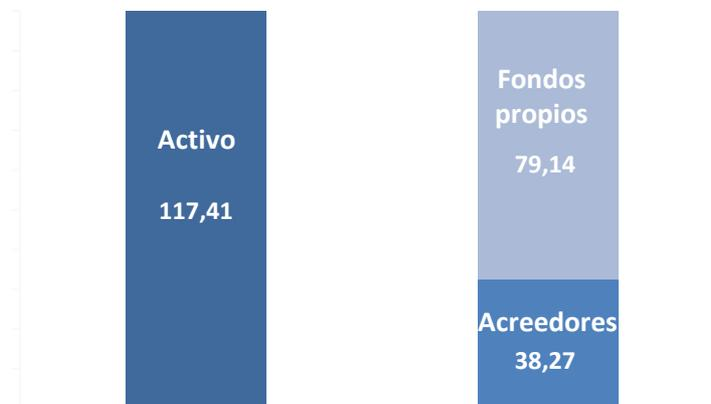 Activo
117,41
Fondos
propios
79,14
Acreedores
38,27